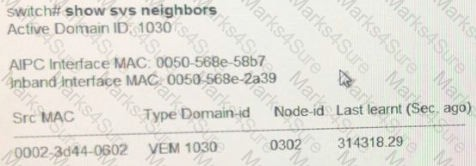 switch# show svs neighbors
Active Domain ID: 1030
AIPC Interface MAC: 0050-568e-58b7
Inband Interface MAC: 0050-568e-2a39
Src MAC Type Domain-id Node-id Last learnt (Sec. ago)
0002-3d44-0602 VEM 1030 0302 314318.29